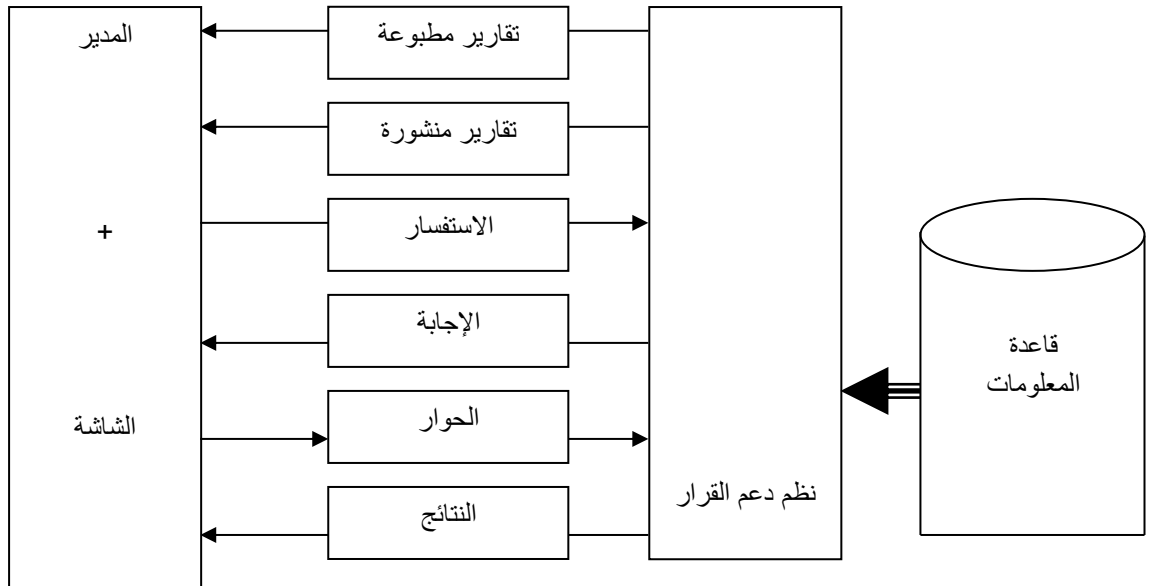 المدير
+
الشاشة
تقارير مطبوعة
تقارير منشورة
الاستفسار
الإجابة
الحوار
النتائج
نظم دعم القرار
قاعدة
المعلومات